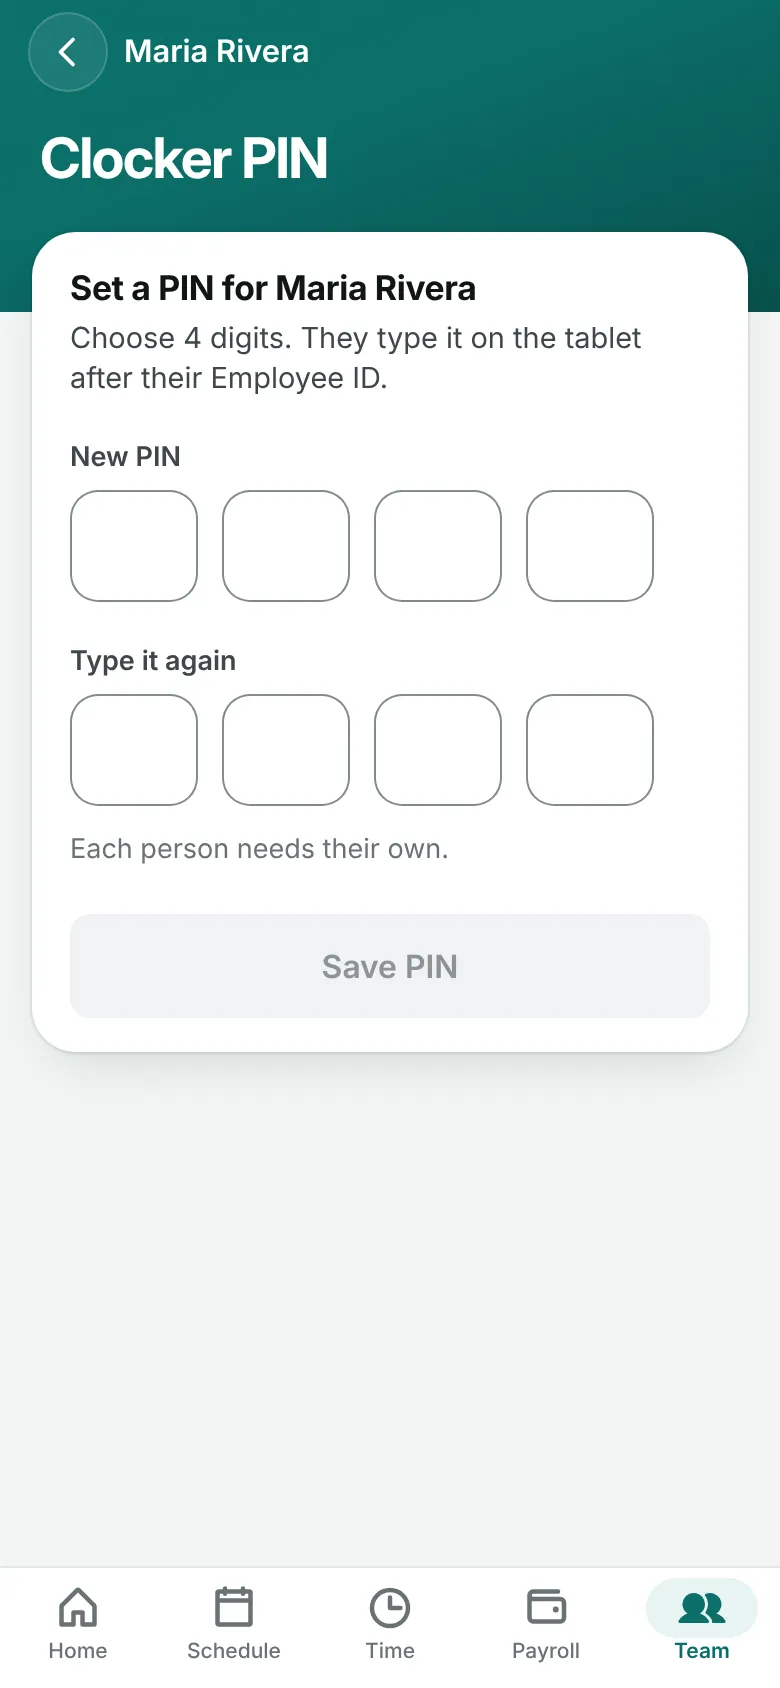 Maria Rivera
Clocker PIN
Set a PIN for Maria Rivera
Choose 4 digits. They type it on the tablet
after their Employee ID.
New PIN
Type it again
Each person needs their own.
Save PIN
Home
Schedule
Time
Payroll
Team